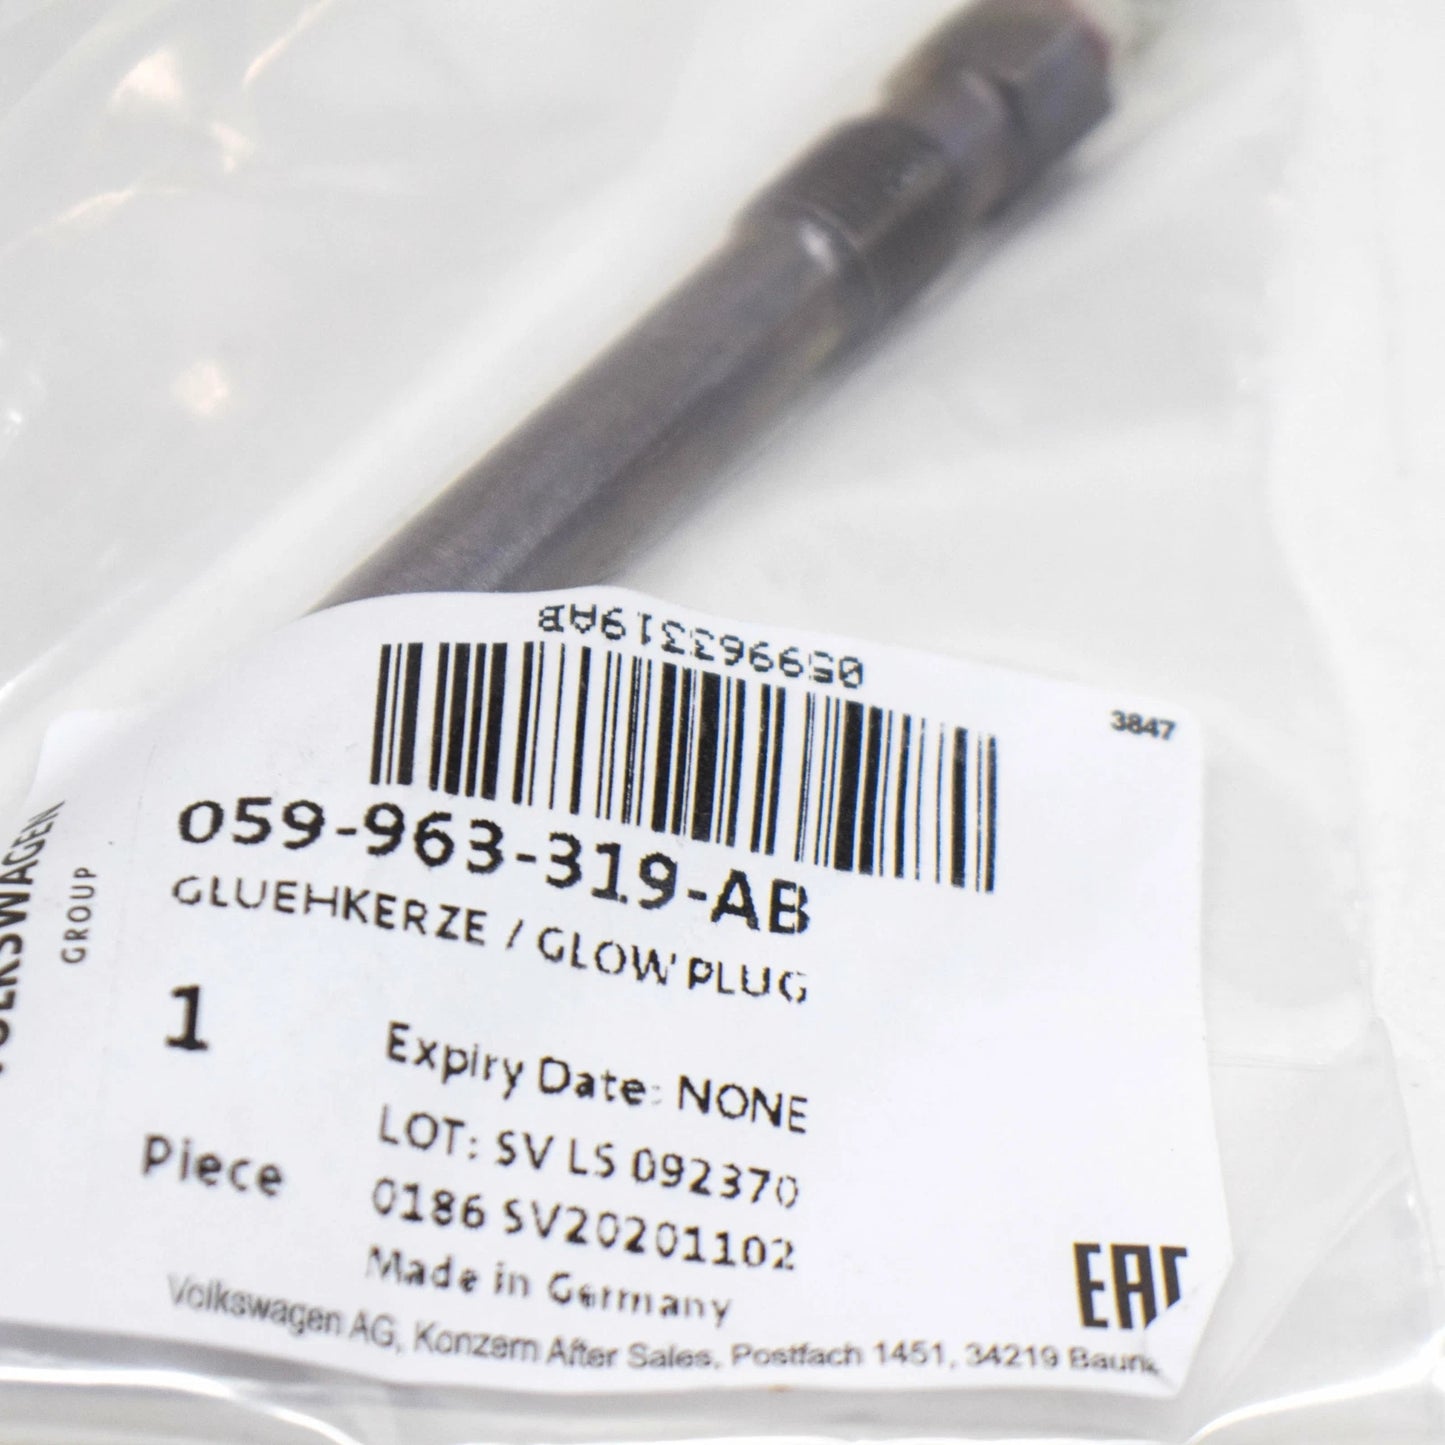 059963319AB
3847
059-963-319-AB
GLUEHKERZE / GLOW PLUG
1
Piece
Expiry Date: NONE
LOT: SV LS 092370
0186 SV20201102
Made in Germany
Volkswagen AG, Konzern After Sales, Postfach 1451, 34219
EAC
VOLKSWAGEN
GROUP